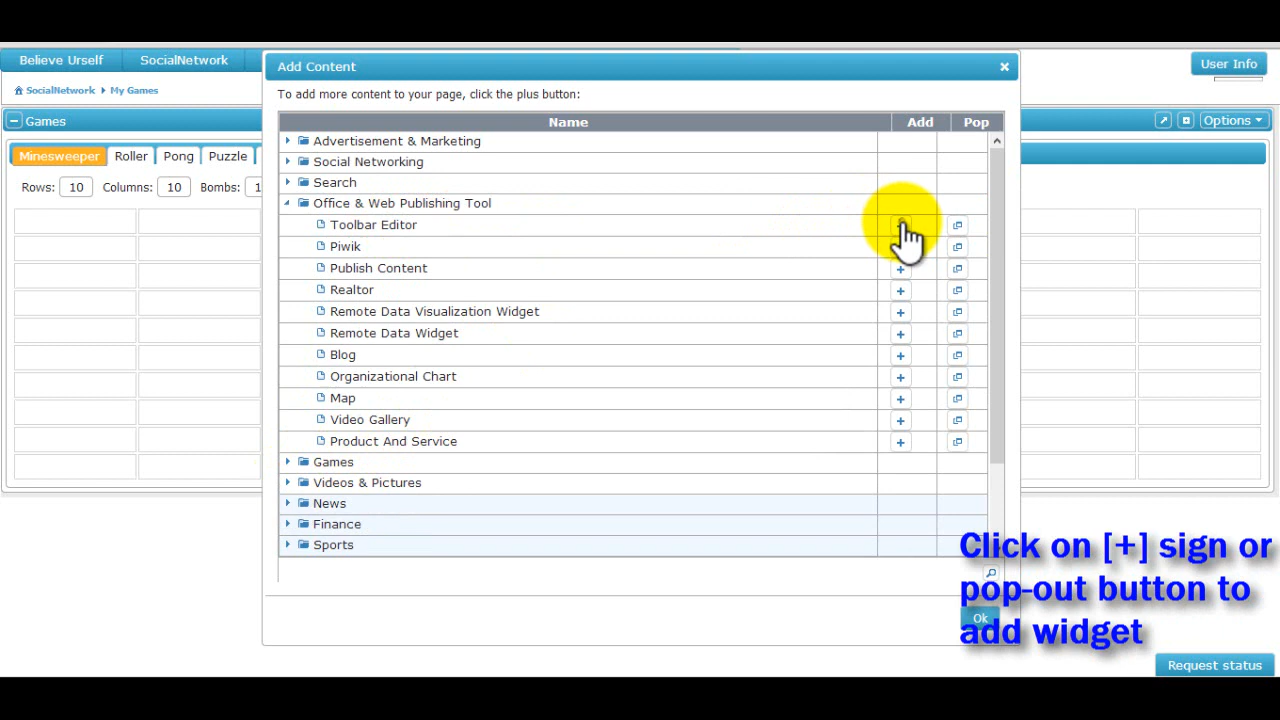 Believe Urself
SocialNetwork
Add Content
User Info
SocialNetwork
My Games
To add more content to your page, click the plus button:
Games
Options
Name
Add
Pop
Minesweeper
Roller
Pong
Puzzle
Rows: 10
Columns: 10
Bombs: 1
Advertisement & Marketing
Social Networking
Search
Office & Web Publishing Tool
Toolbar Editor
Piwik
Publish Content
Realtor
Remote Data Visualization Widget
Remote Data Widget
Blog
Organizational Chart
Map
Video Gallery
Product And Service
Games
Videos & Pictures
News
Finance
Sports
Click on [+] sign or
pop-out button to
add widget
Ok
Request status